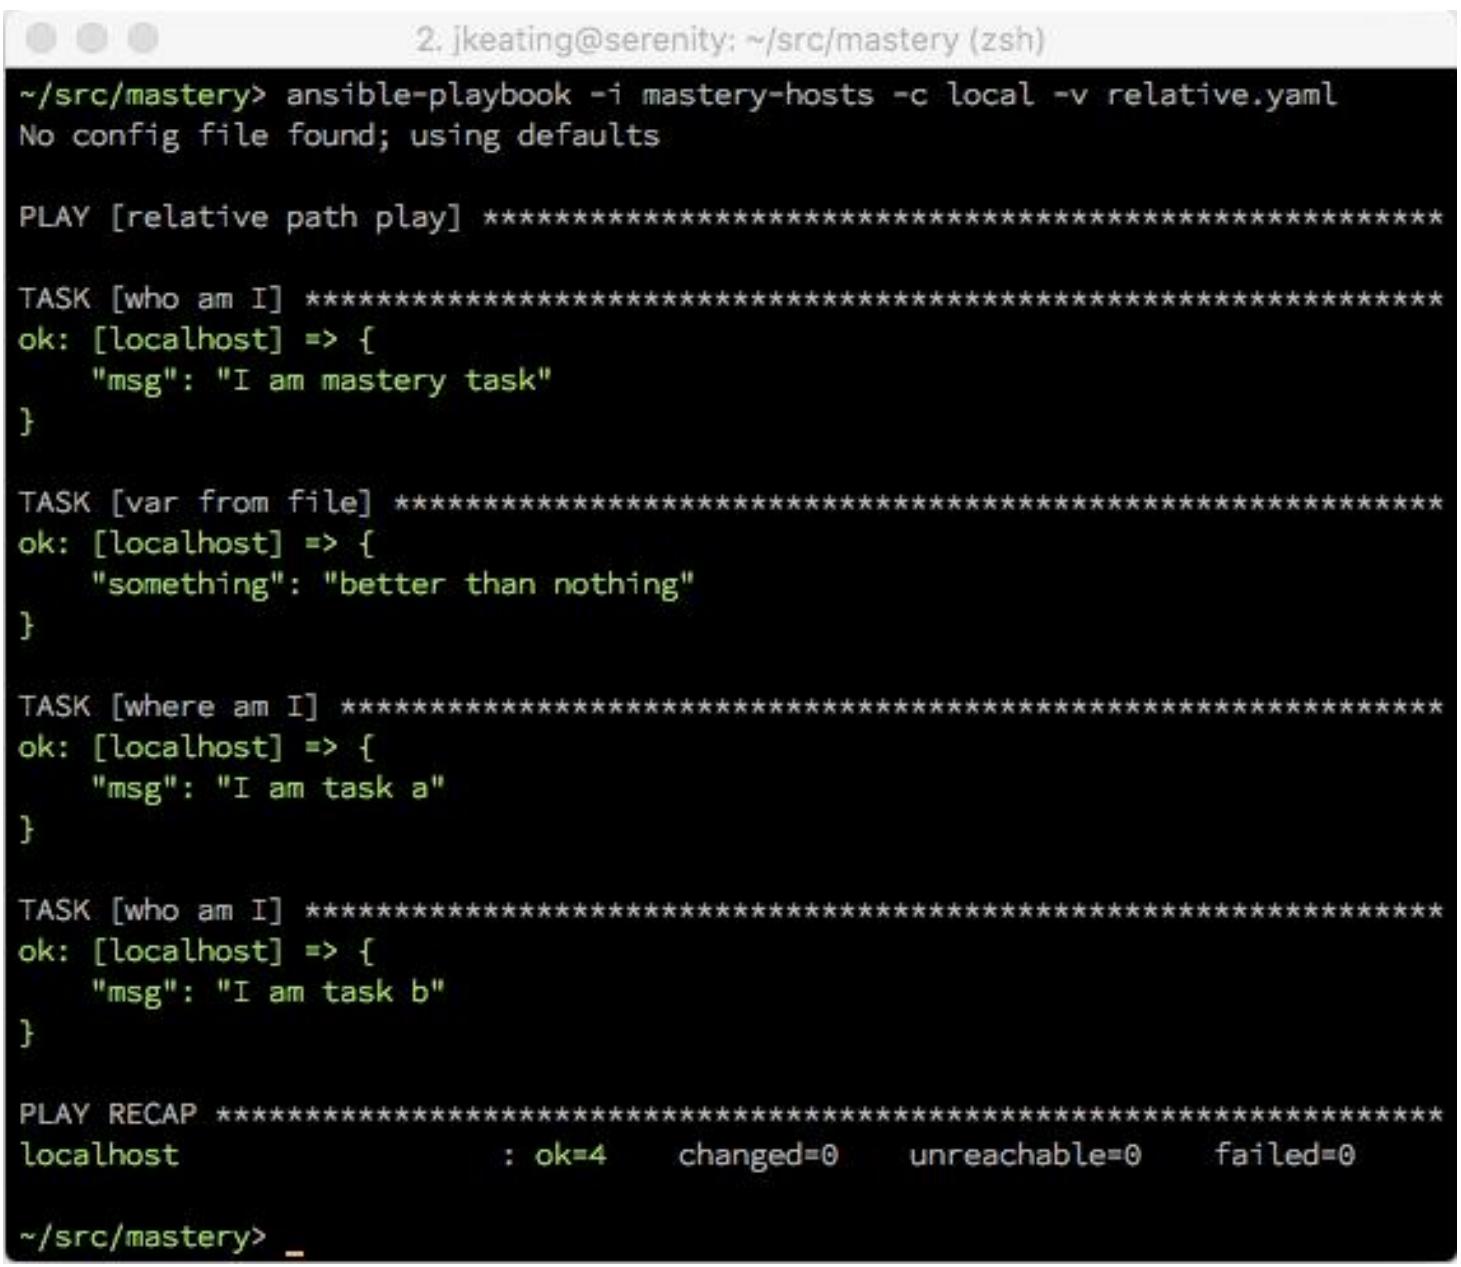 2. jkeating@serenity: ~/src/mastery (zsh)
~/src/mastery> ansible-playbook -i mastery-hosts -c local -v relative.yaml
No config file found; using defaults
PLAY [relative path play] ******************************************************
TASK [who am I] ****************************************************************
ok: [localhost] => {
    "msg": "I am mastery task"
}
TASK [var from file] ***********************************************************
ok: [localhost] => {
    "something": "better than nothing"
}
TASK [where am I] **************************************************************
ok: [localhost] => {
    "msg": "I am task a"
}
TASK [who am I] ****************************************************************
ok: [localhost] => {
    "msg": "I am task b"
}
PLAY RECAP *********************************************************************
localhost                  : ok=4    changed=0    unreachable=0    failed=0
~/src/mastery> _